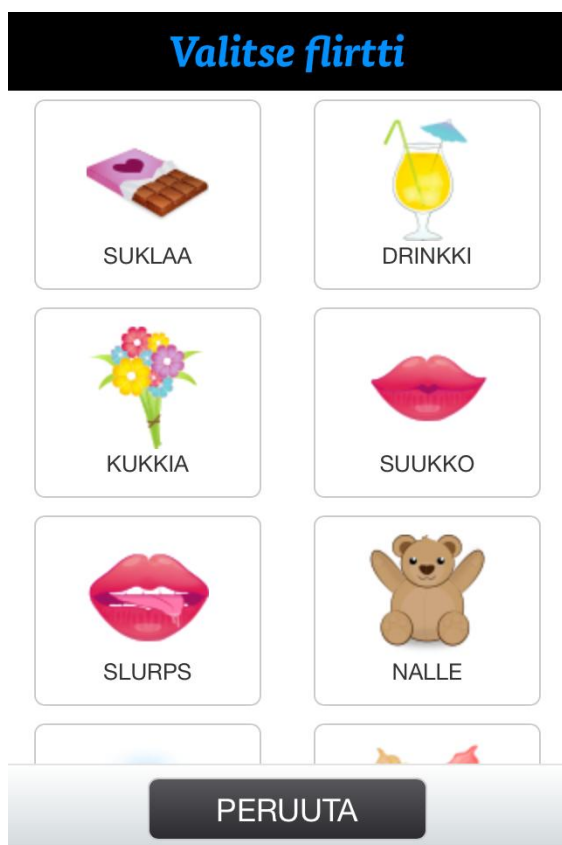 Valitse flirtti
SUKLAA
DRINKKI
KUKKIA
SUUKKO
SLURPS
NALLE
PERUUTA